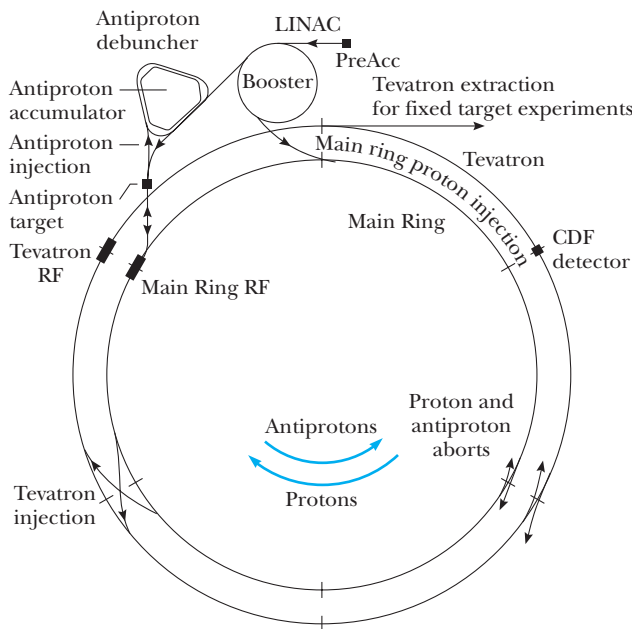 Antiproton
debuncher
LINAC
PreAcc
Booster
Antiproton
accumulator
Tevatron extraction
for fixed target experiments
Antiproton
injection
Main ring proton injection
Tevatron
Antiproton
target
Main Ring
Tevatron
RF
CDF
detector
Main Ring RF
Antiprotons
Protons
Proton and
antiproton
aborts
Tevatron
injection